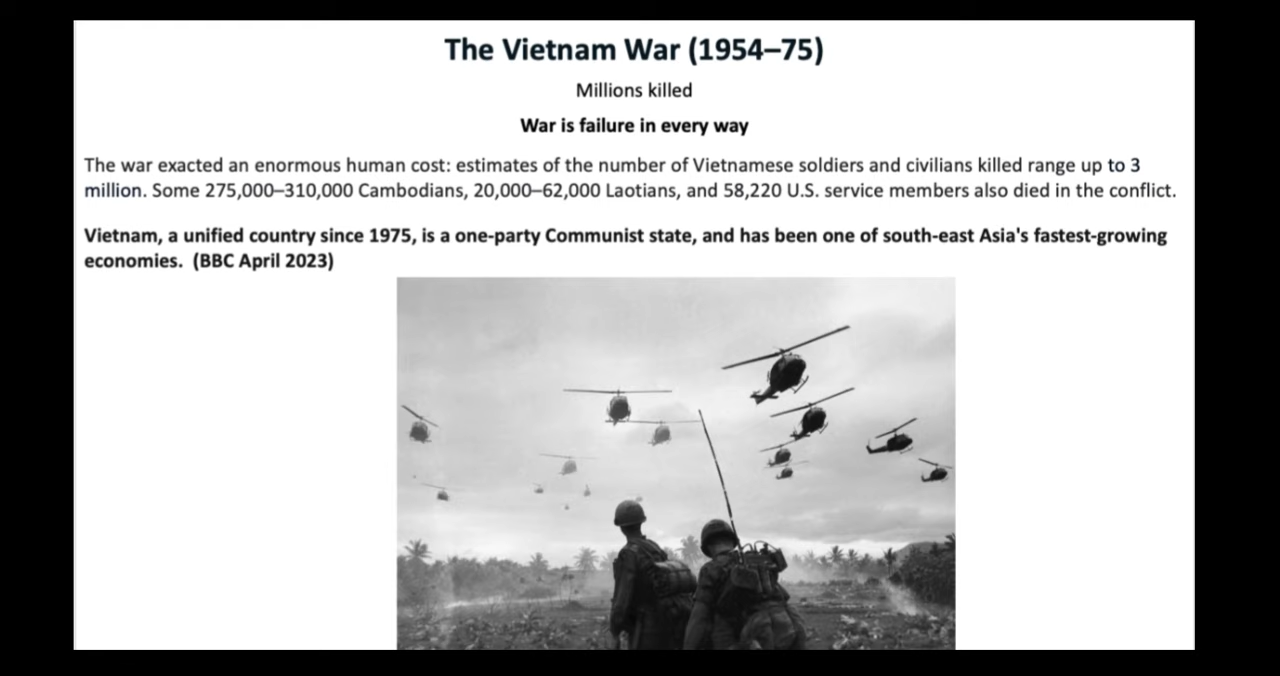 The Vietnam War (1954–75)
Millions killed
War is failure in every way
The war exacted an enormous human cost: estimates of the number of Vietnamese soldiers and civilians killed range up to 3
million. Some 275,000–310,000 Cambodians, 20,000–62,000 Laotians, and 58,220 U.S. service members also died in the conflict.
Vietnam, a unified country since 1975, is a one-party Communist state, and has been one of south-east Asia's fastest-growing
economies. (BBC April 2023)